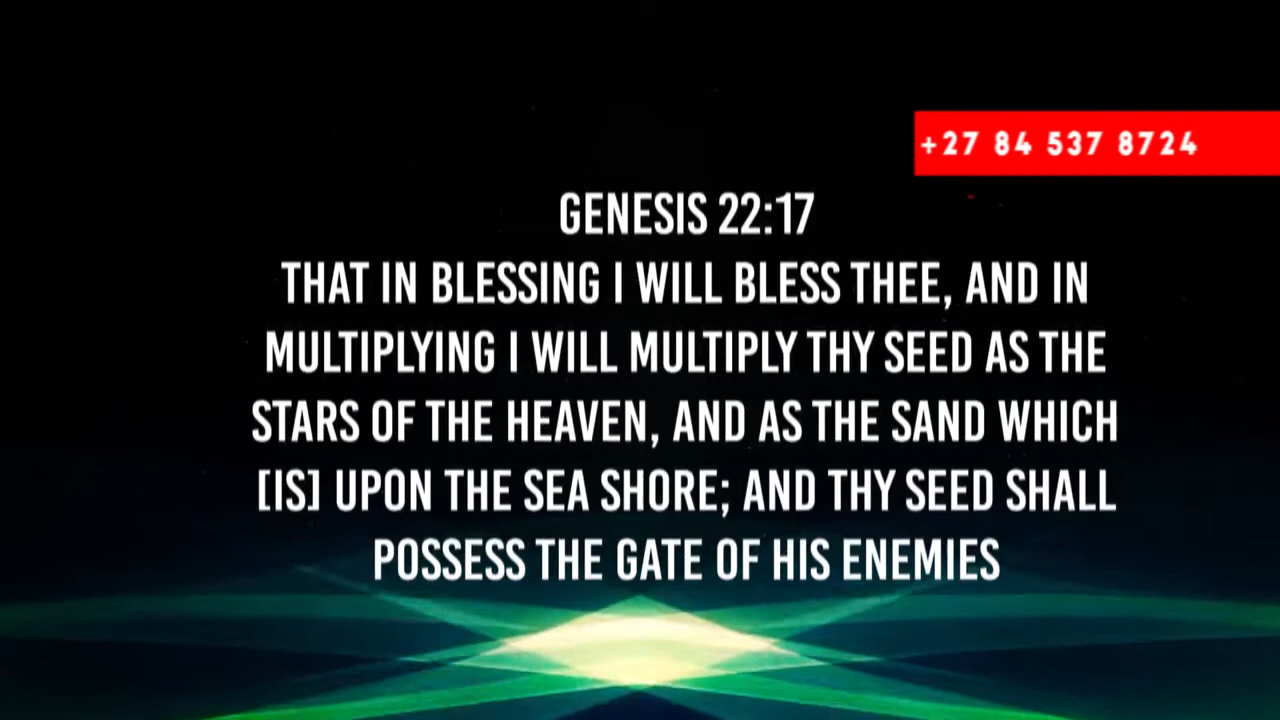 +27 84 537 8724
GENESIS 22:17
THAT IN BLESSING I WILL BLESS THEE, AND IN
MULTIPLYING I WILL MULTIPLY THY SEED AS THE
STARS OF THE HEAVEN, AND AS THE SAND WHICH
[IS] UPON THE SEA SHORE; AND THY SEED SHALL
POSSESS THE GATE OF HIS ENEMIES